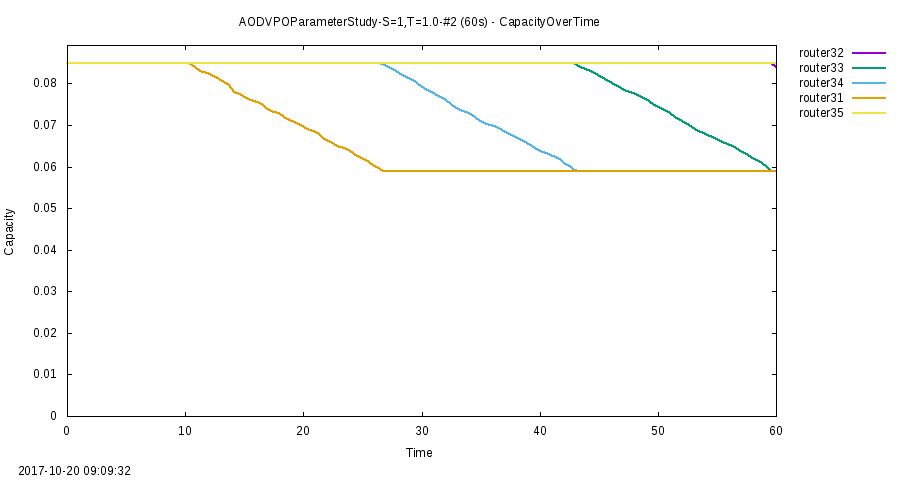 AODVPOParameterStudy-S=1,T=1.0-#2 (60s) - CapacityOverTime
router32
router33
router34
router31
router35
0.08
0.07
0.06
0.05
0.04
0.03
0.02
0.01
0
Capacity
0 10 20 30 40 50 60
Time
2017-10-20 09:09:32